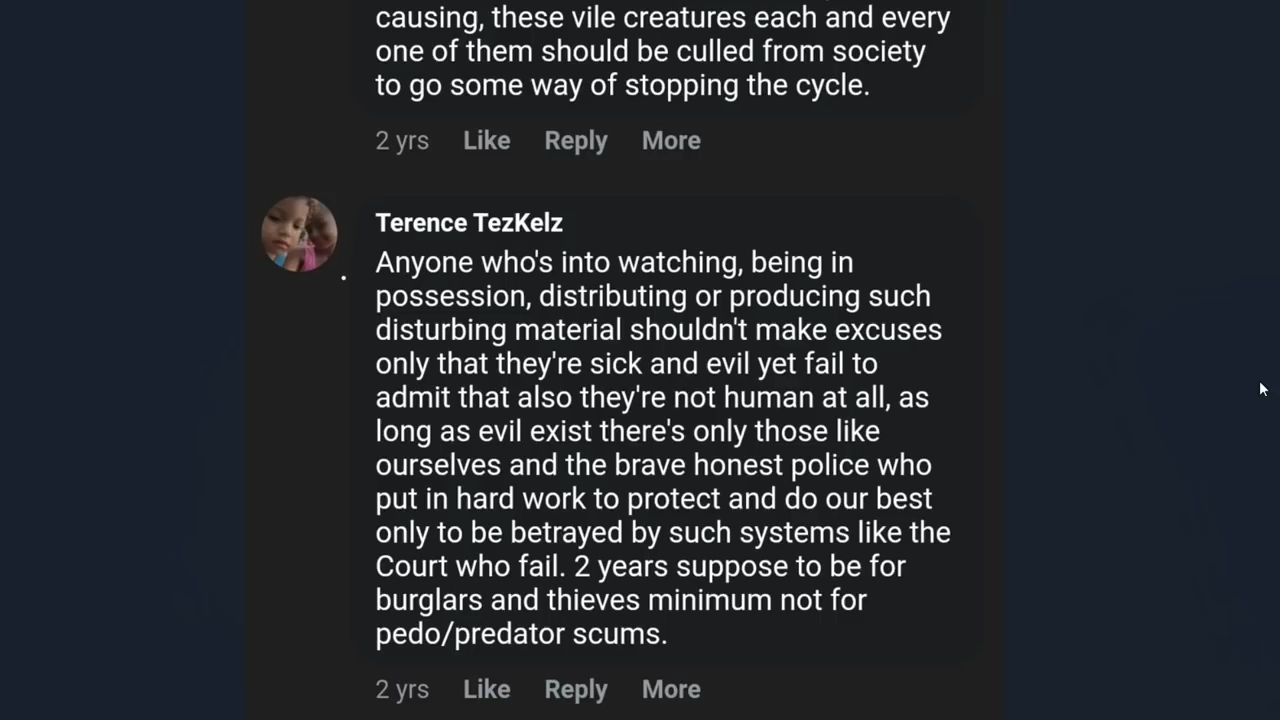 causing, these vile creatures each and every
one of them should be culled from society
to go some way of stopping the cycle.
2 yrs Like Reply More
Terence TezKelz
Anyone who's into watching, being in
possession, distributing or producing such
disturbing material shouldn't make excuses
only that they're sick and evil yet fail to
admit that also they're not human at all, as
long as evil exist there's only those like
ourselves and the brave honest police who
put in hard work to protect and do our best
only to be betrayed by such systems like the
Court who fail. 2 years suppose to be for
burglars and thieves minimum not for
pedo/predator scums.
2 yrs Like Reply More